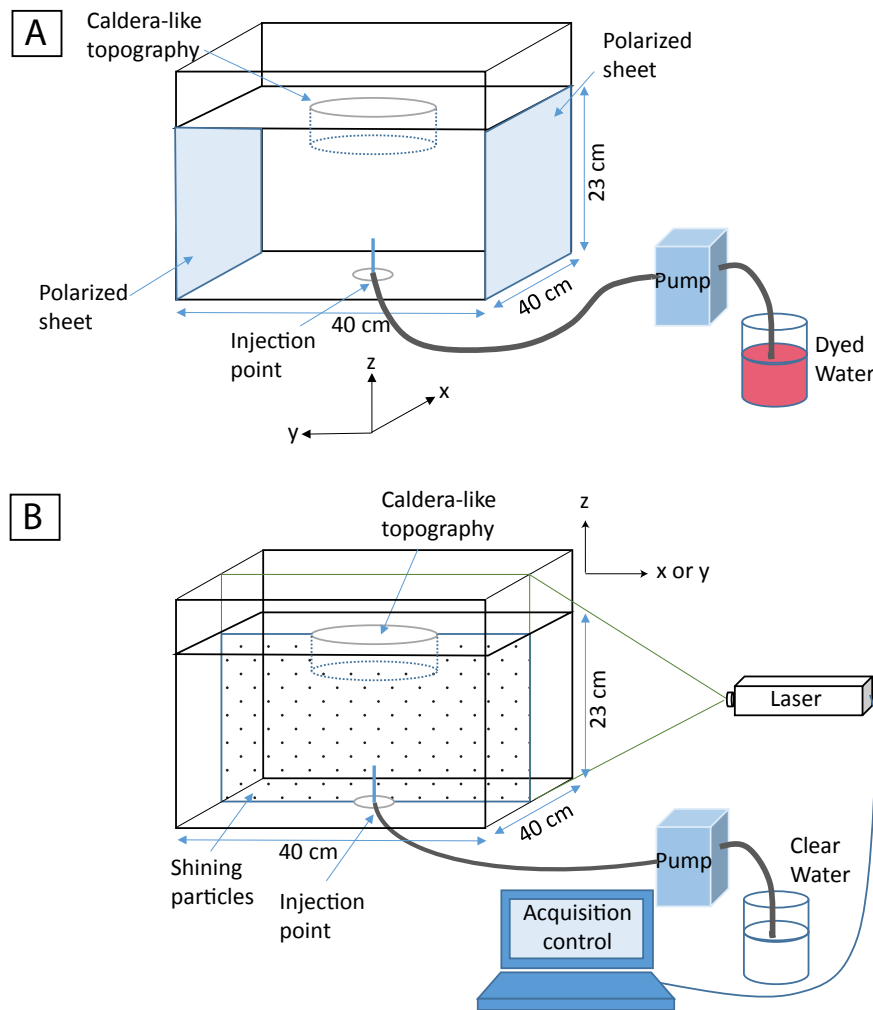 A
Caldera-like
topography
Polarized
sheet
23 cm
Polarized
sheet
Injection
point
40 cm
40 cm
Pump
Dyed
Water
z
x
y
B
Caldera-like
topography
z
x or y
23 cm
Laser
40 cm
40 cm
Shining
particles
Injection
point
Pump
Clear
Water
Acquisition
control